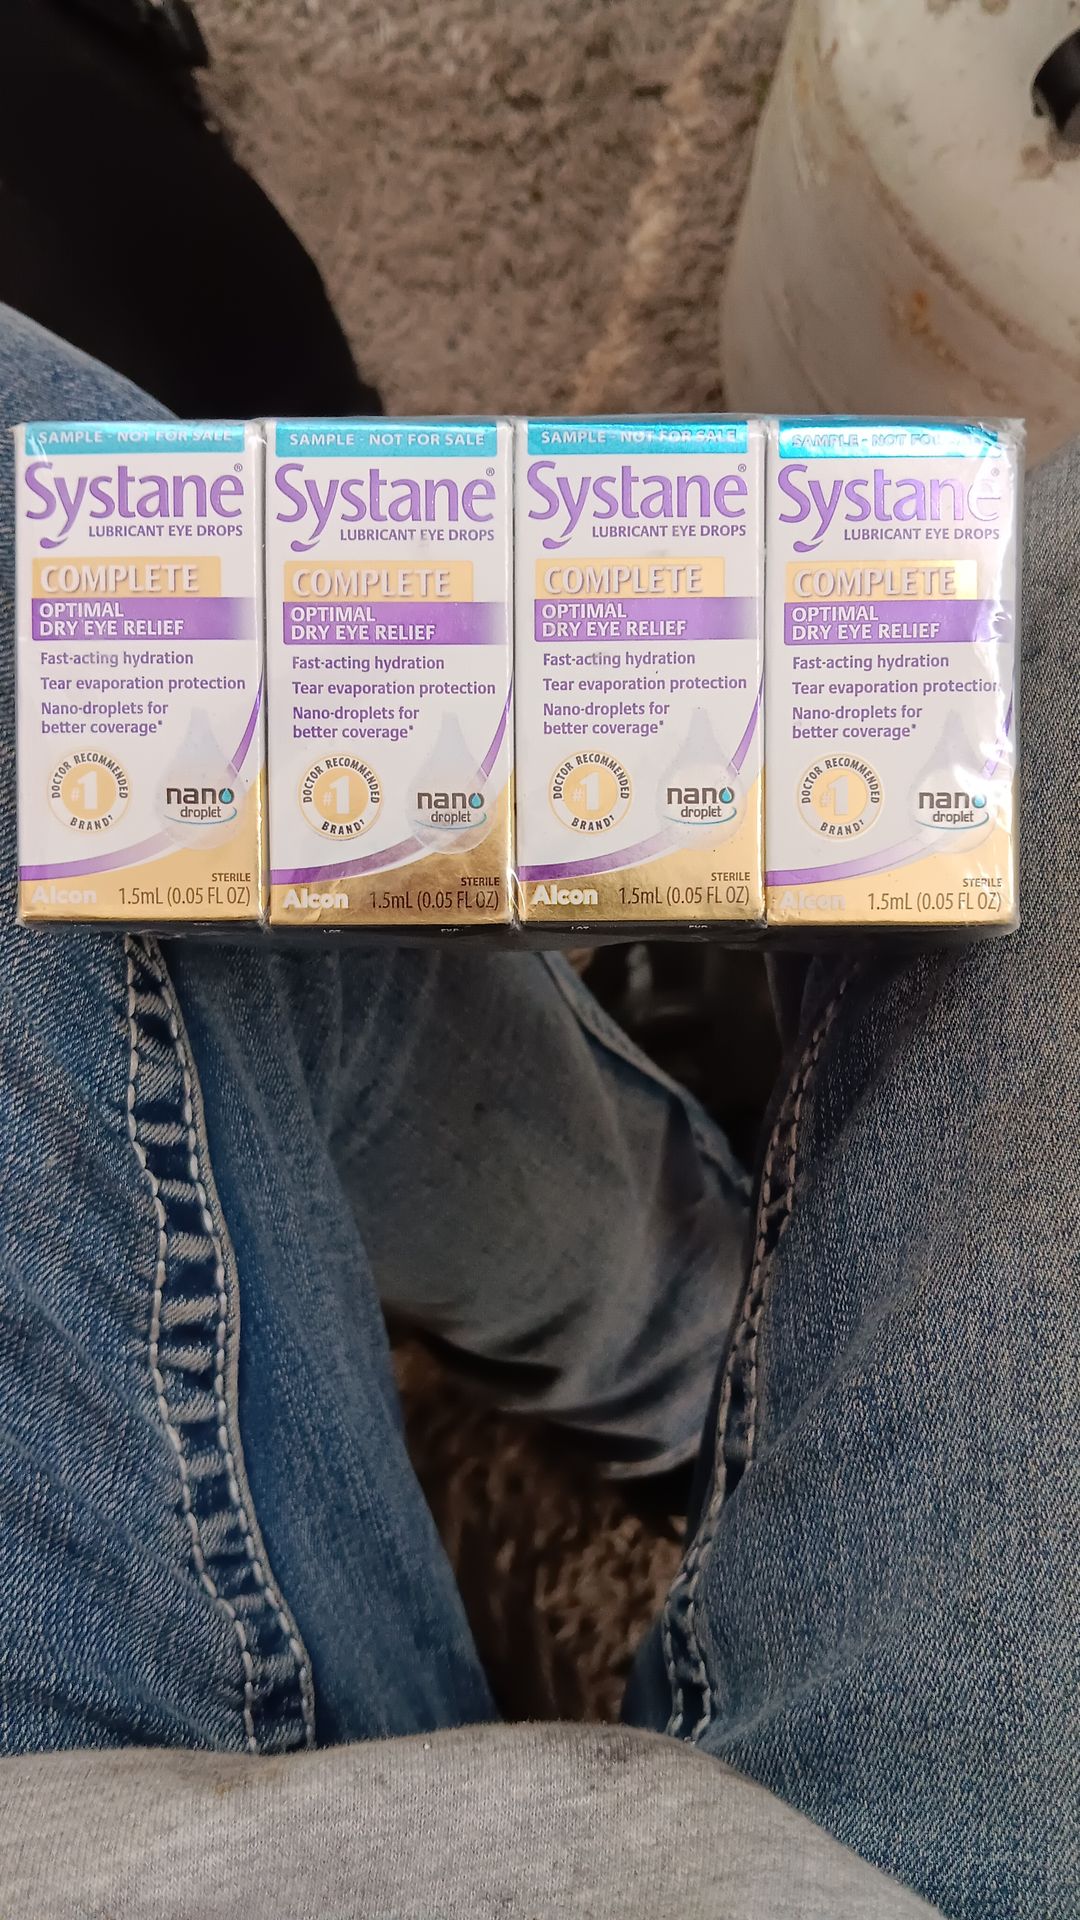 SAMPLE - NOT FOR SALE
Systane®
LUBRICANT EYE DROPS
COMPLETE
OPTIMAL
DRY EYE RELIEF
Fast-acting hydration
Tear evaporation protection
Nano-droplets for
better coverage*
DOCTOR RECOMMENDED
#1
BRAND†
nano
droplet
STERILE
Alcon 1.5mL (0.05 FL OZ)
SAMPLE - NOT FOR SALE
Systane®
LUBRICANT EYE DROPS
COMPLETE
OPTIMAL
DRY EYE RELIEF
Fast-acting hydration
Tear evaporation protection
Nano-droplets for
better coverage*
DOCTOR RECOMMENDED
#1
BRAND†
nano
droplet
STERILE
Alcon 1.5mL (0.05 FL OZ)
LOT EXP.
SAMPLE - NOT FOR SALE
Systane®
LUBRICANT EYE DROPS
COMPLETE
OPTIMAL
DRY EYE RELIEF
Fast-acting hydration
Tear evaporation protection
Nano-droplets for
better coverage*
DOCTOR RECOMMENDED
#1
BRAND†
nano
droplet
STERILE
Alcon 1.5mL (0.05 FL OZ)
LOT EXP.
SAMPLE - NOT FOR
Systane®
LUBRICANT EYE DROPS
COMPLETE
OPTIMAL
DRY EYE RELIEF
Fast-acting hydration
Tear evaporation protection
Nano-droplets for
better coverage*
DOCTOR RECOMMENDED
#1
BRAND†
nano
droplet
STERILE
Alcon 1.5mL (0.05 FL OZ)